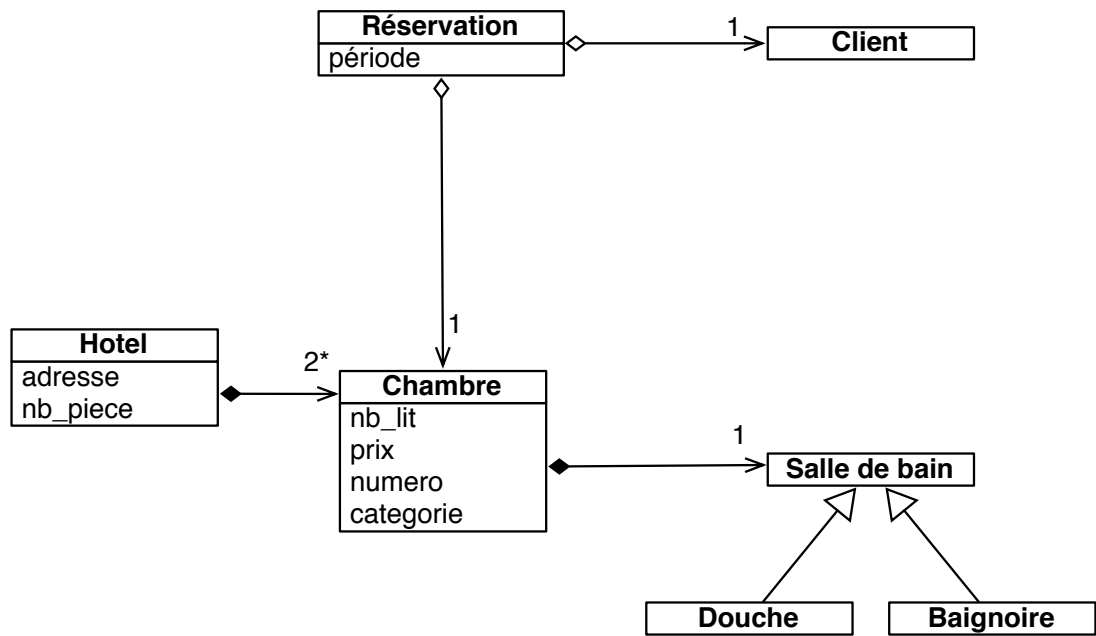 Réservation
période
1
Client
1
Hotel
adresse
nb_piece
2*
Chambre
nb_lit
prix
numero
categorie
1
Salle de bain
Douche
Baignoire